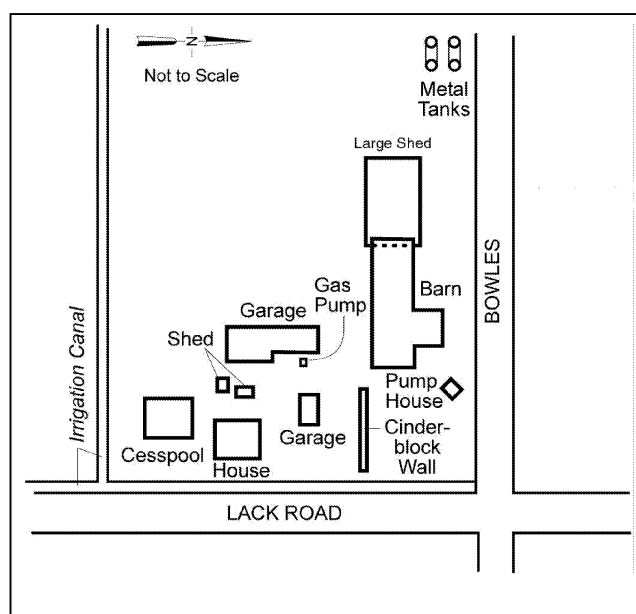 N
Not to Scale
Metal
Tanks
Large Shed
BOWLES
Gas
Pump
Barn
Garage
Shed
Irrigation Canal
Pump
House
Cesspool
House
Garage
Cinder-
block
Wall
LACK ROAD